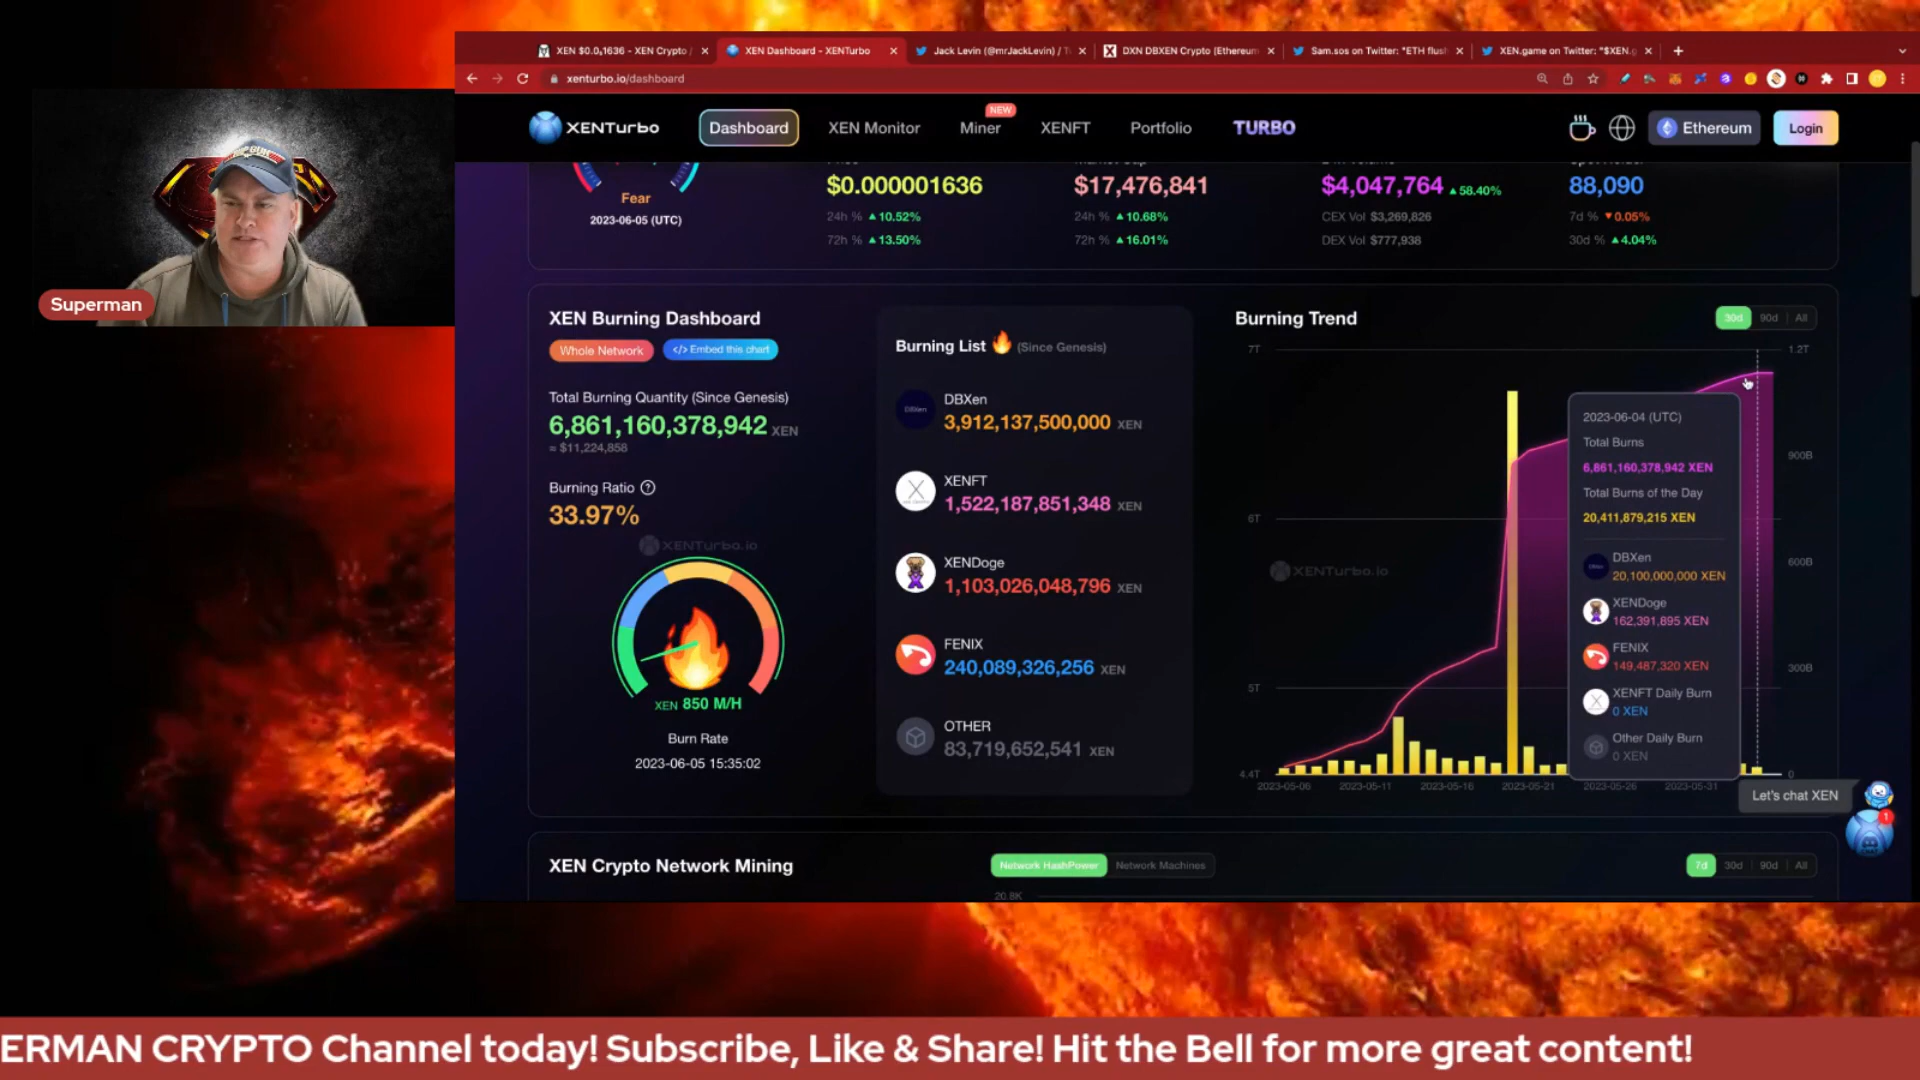 XEN $0.0₅1636 - XEN Crypto /
XEN Dashboard - XENTurbo
Jack Levin (@mrJackLevin) / T
DXN DBXEN Crypto (Ethereum
Sam.sos on Twitter: "ETH flus
XEN.game on Twitter: "$XEN.g
xenturbo.io/dashboard
XENTurbo
Dashboard
XEN Monitor
Miner
NEW
XENFT
Portfolio
TURBO
Ethereum
Login
Fear
2023-06-05 (UTC)
$0.000001636
24h % ▲10.52%
72h % ▲13.50%
$17,476,841
24h % ▲10.68%
72h % ▲16.01%
$4,047,764 ▲58.40%
CEX Vol $3,269,826
DEX Vol $777,938
88,090
7d % ▼0.05%
30d % ▲4.04%
Superman
XEN Burning Dashboard
Whole Network
</> Embed this chart
Total Burning Quantity (Since Genesis)
6,861,160,378,942 XEN
≈ $11,224,858
Burning Ratio ?
33.97%
XENTurbo.io
XEN 850 M/H
Burn Rate
2023-06-05 15:35:02
Burning List (Since Genesis)
DBXen
DBXen
3,912,137,500,000 XEN
XENFT
1,522,187,851,348 XEN
XENDoge
1,103,026,048,796 XEN
FENIX
240,089,326,256 XEN
OTHER
83,719,652,541 XEN
Burning Trend
30d
90d
All
7T
6T
5T
4.4T
1.2T
900B
600B
300B
0
XENTurbo.io
2023-06-04 (UTC)
Total Burns
6,861,160,378,942 XEN
Total Burns of the Day
20,411,879,215 XEN
DBXen
20,100,000,000 XEN
XENDoge
162,391,895 XEN
FENIX
149,487,320 XEN
XENFT Daily Burn
0 XEN
Other Daily Burn
0 XEN
2023-05-06
2023-05-11
2023-05-16
2023-05-21
2023-05-26
2023-05-31
Let's chat XEN
1
XEN Crypto Network Mining
Network HashPower
Network Machines
7d
30d
90d
All
20.8K
ERMAN CRYPTO Channel today! Subscribe, Like & Share! Hit the Bell for more great content!